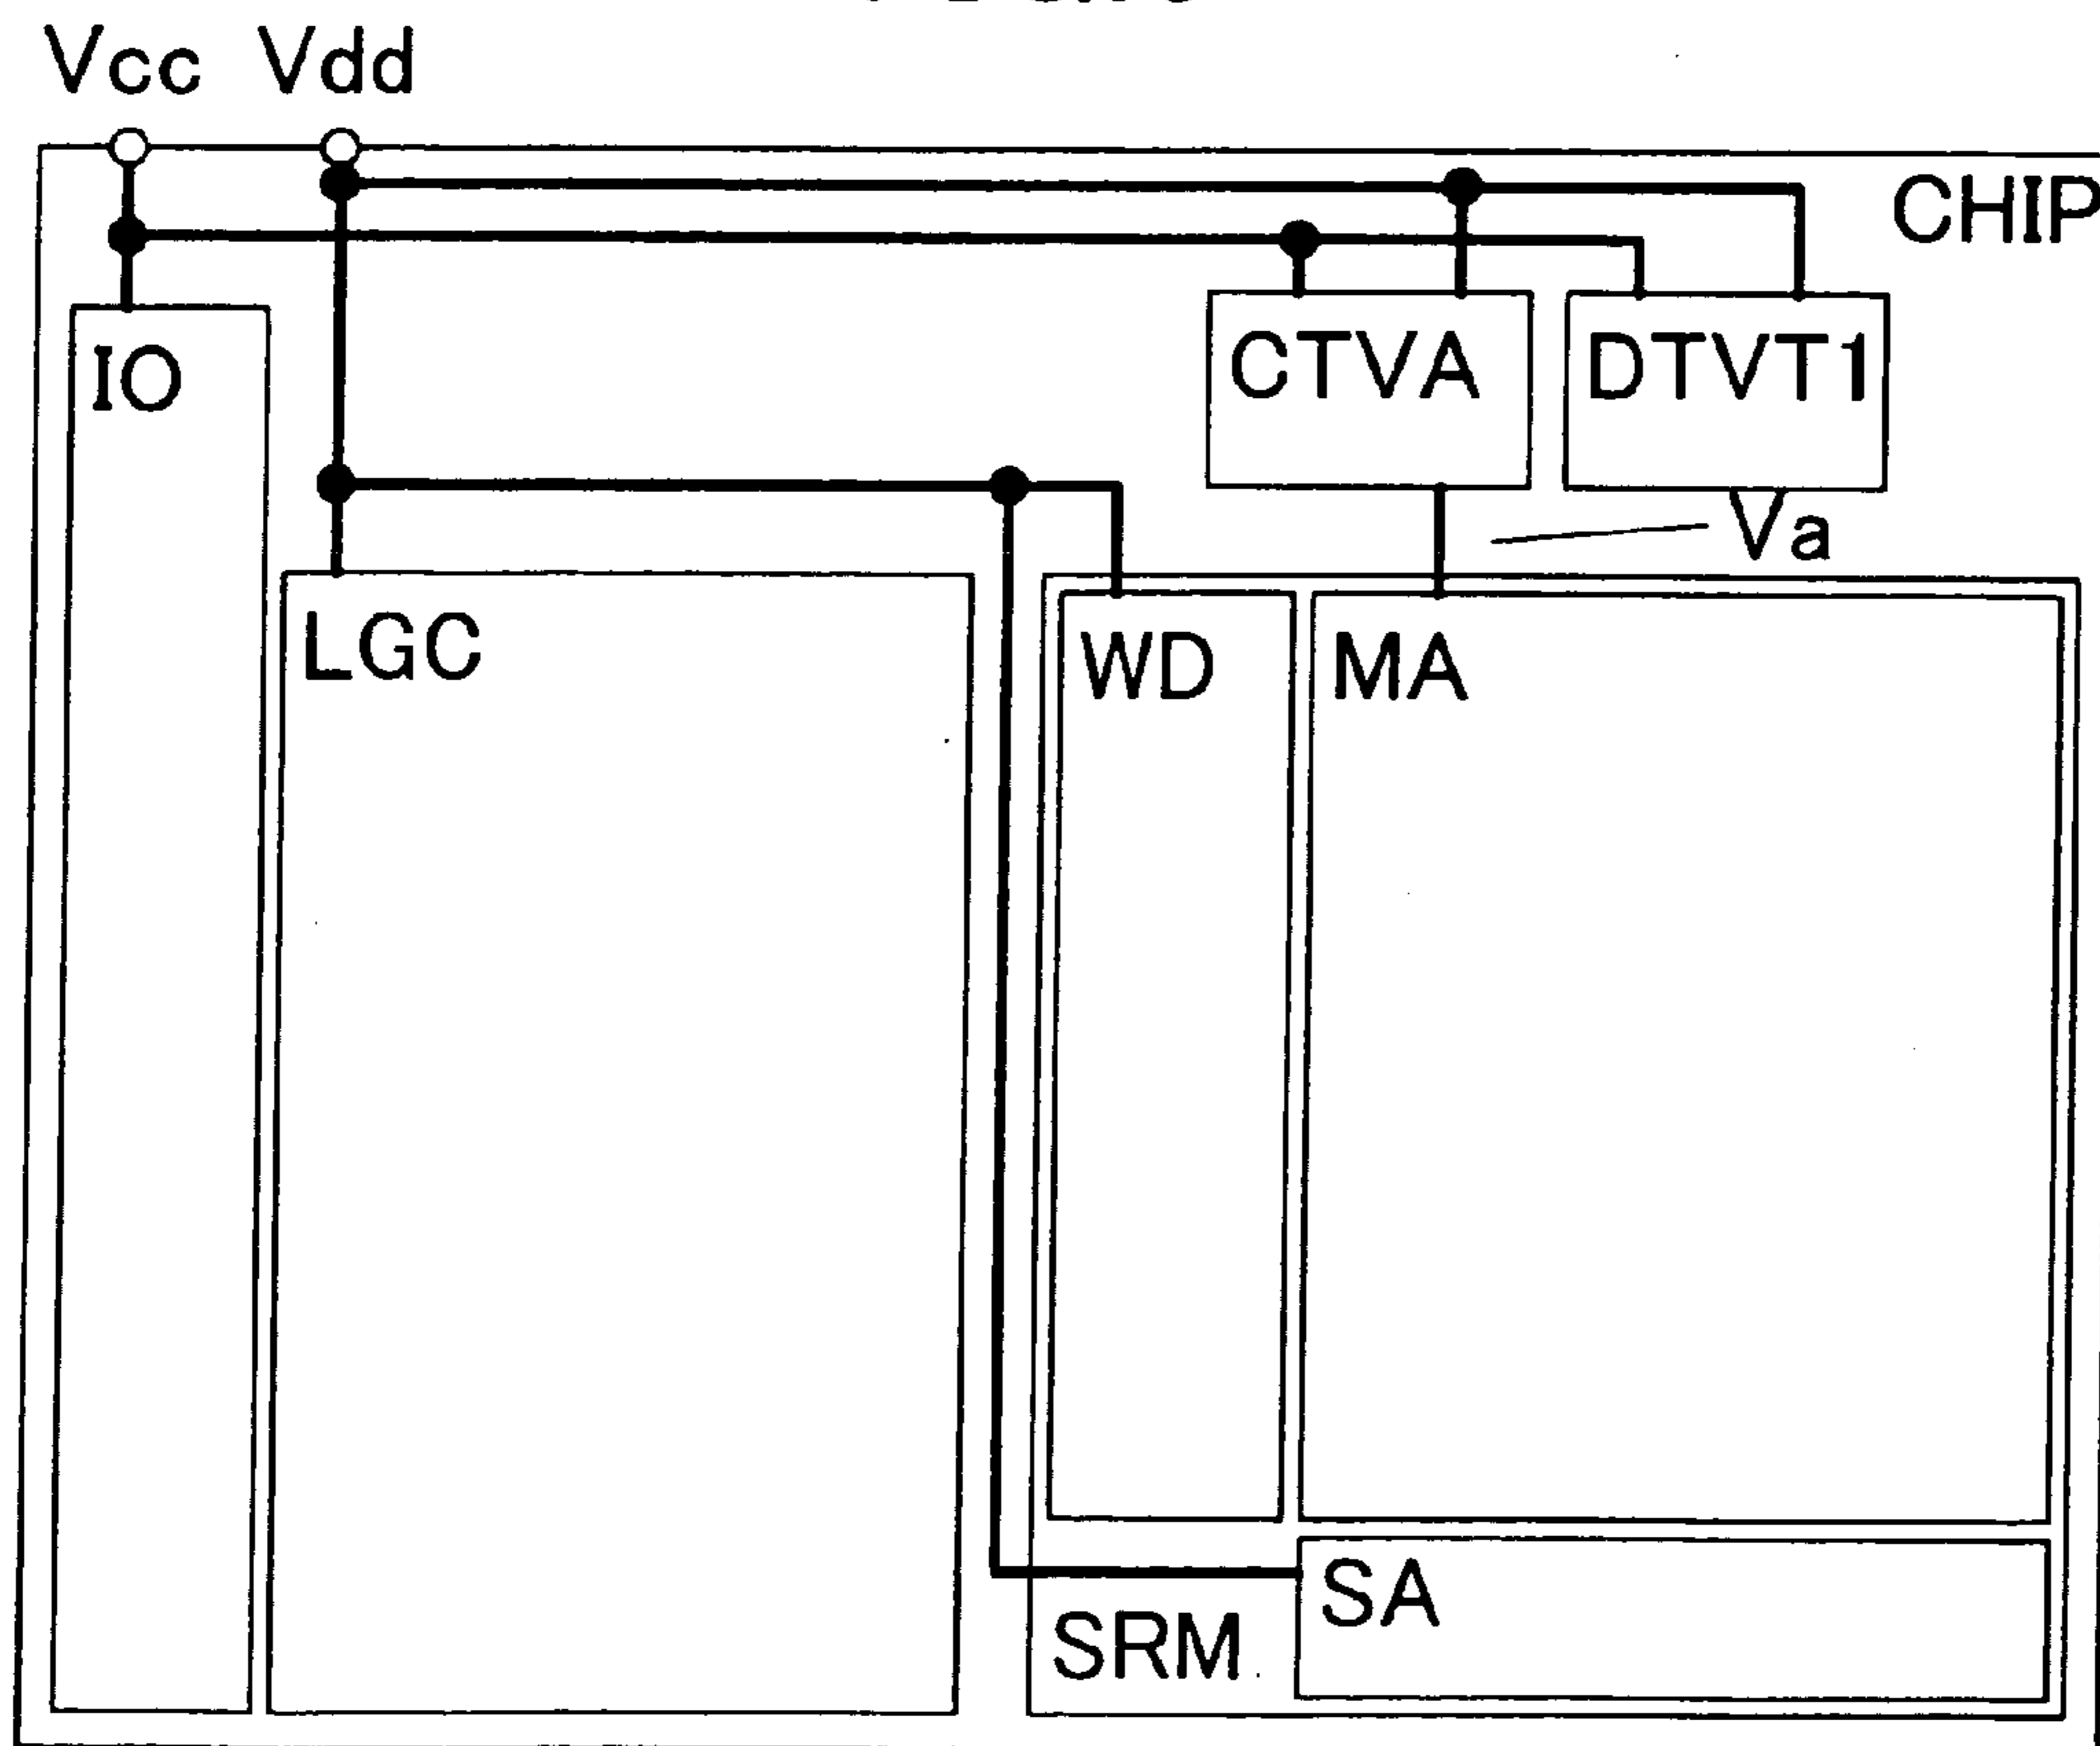 Vcc Vdd
CHIP
IO
CTVA DTVT1
Va
LGC
WD MA
SA
SRM